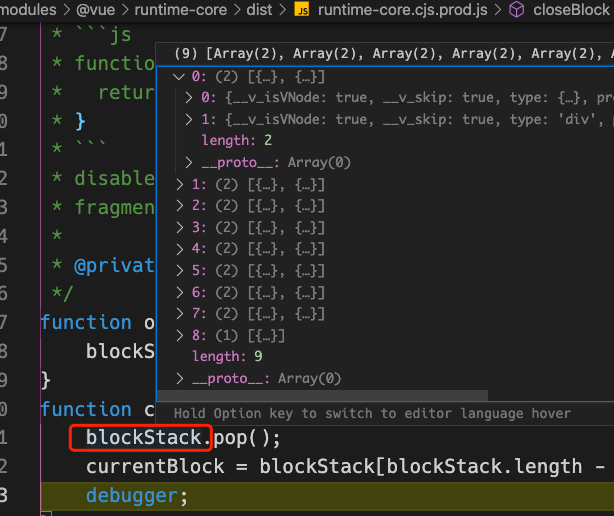 modules > @vue > runtime-core > dist > JS runtime-core.cjs.prod.js > closeBlock
7 * ```js
8 * function
9 * retur
0 * }
1 * ```
2 * disable
3 * fragmen
4 *
5 * @privat
6 */
7 function o
8 blockS
9 }
0 function c
1 blockStack.pop();
2 currentBlock = blockStack[blockStack.length -
3 debugger;
(9) [Array(2), Array(2), Array(2), Array(2), Array(2), Array(2), A
0: (2) [{…}, {…}]
0: {__v_isVNode: true, __v_skip: true, type: {…}, pro
1: {__v_isVNode: true, __v_skip: true, type: 'div', p
length: 2
__proto__: Array(0)
1: (2) [{…}, {…}]
2: (2) [{…}, {…}]
3: (2) [{…}, {…}]
4: (2) [{…}, {…}]
5: (2) [{…}, {…}]
6: (2) [{…}, {…}]
7: (2) [{…}, {…}]
8: (1) [{…}]
length: 9
__proto__: Array(0)
Hold Option key to switch to editor language hover